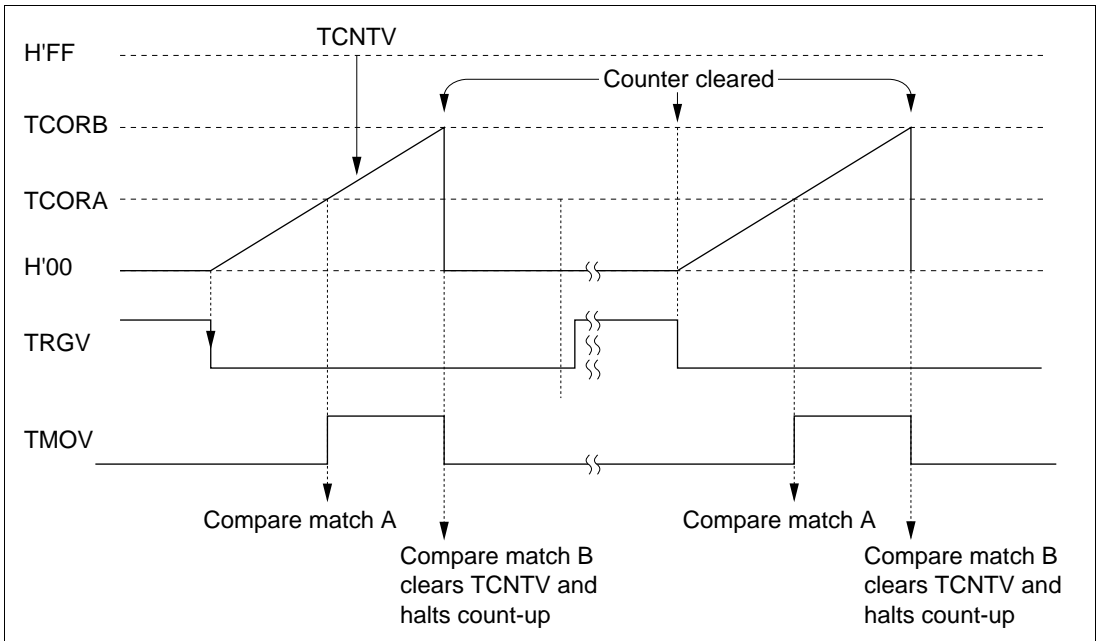 TCNTV
H'FF
Counter cleared
TCORB
TCORA
H'00
TRGV
TMOV
Compare match A
Compare match A
Compare match B
clears TCNTV and
halts count-up
Compare match B
clears TCNTV and
halts count-up